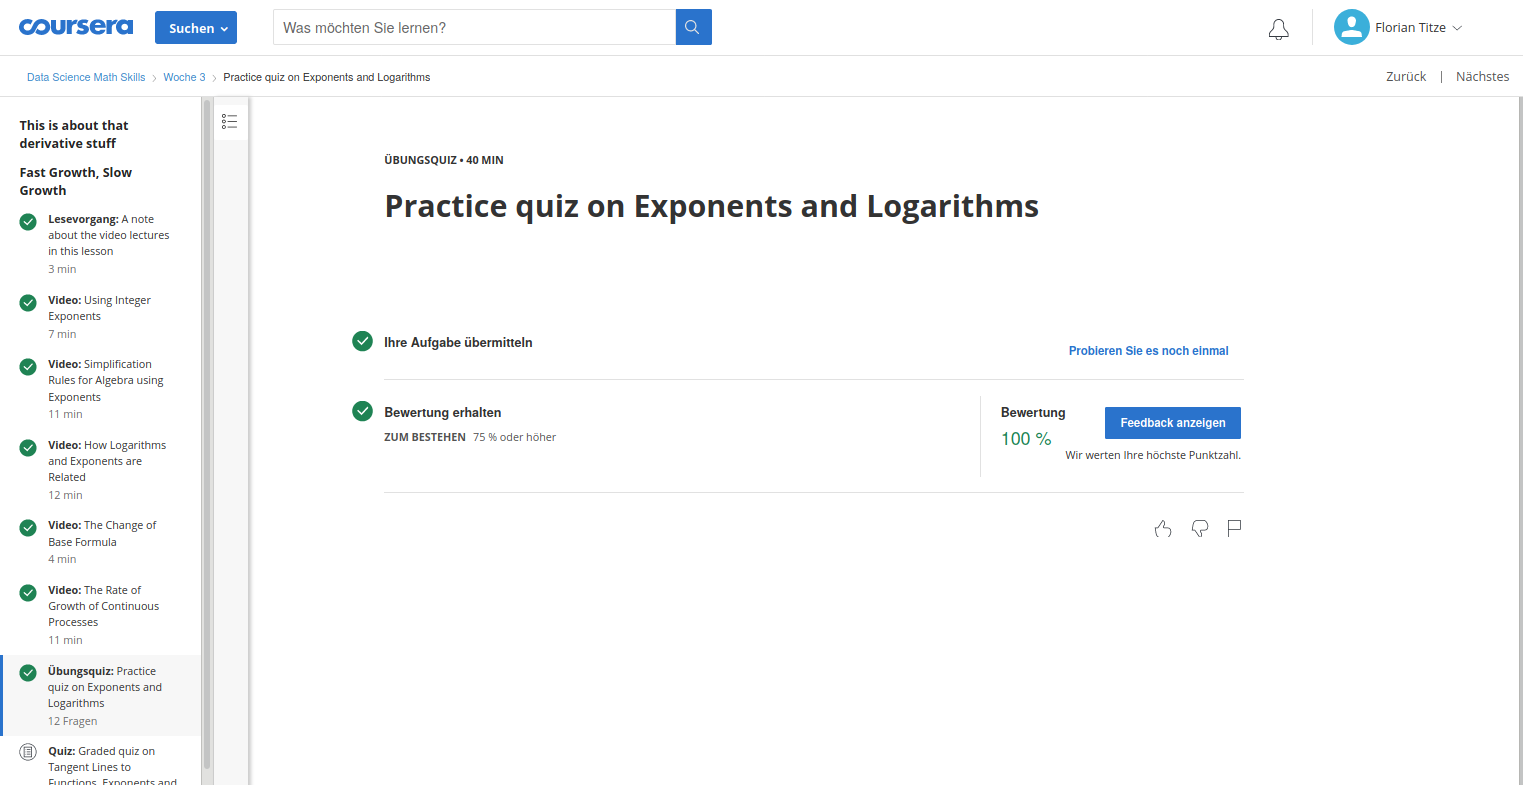 coursera
Suchen
Was möchten Sie lernen?
Florian Titze
Data Science Math Skills
Woche 3
Practice quiz on Exponents and Logarithms
Zurück | Nächstes
This is about that
derivative stuff
Fast Growth, Slow
Growth
Lesevorgang: A note
about the video lectures
in this lesson
3 min
Video: Using Integer
Exponents
7 min
Video: Simplification
Rules for Algebra using
Exponents
11 min
Video: How Logarithms
and Exponents are
Related
12 min
Video: The Change of
Base Formula
4 min
Video: The Rate of
Growth of Continuous
Processes
11 min
Übungsquiz: Practice
quiz on Exponents and
Logarithms
12 Fragen
Quiz: Graded quiz on
Tangent Lines to
Functions, Exponents and
ÜBUNGSQUIZ • 40 MIN
Practice quiz on Exponents and Logarithms
Ihre Aufgabe übermitteln
Probieren Sie es noch einmal
Bewertung erhalten
ZUM BESTEHEN 75 % oder höher
Bewertung
100 %
Feedback anzeigen
Wir werten Ihre höchste Punktzahl.